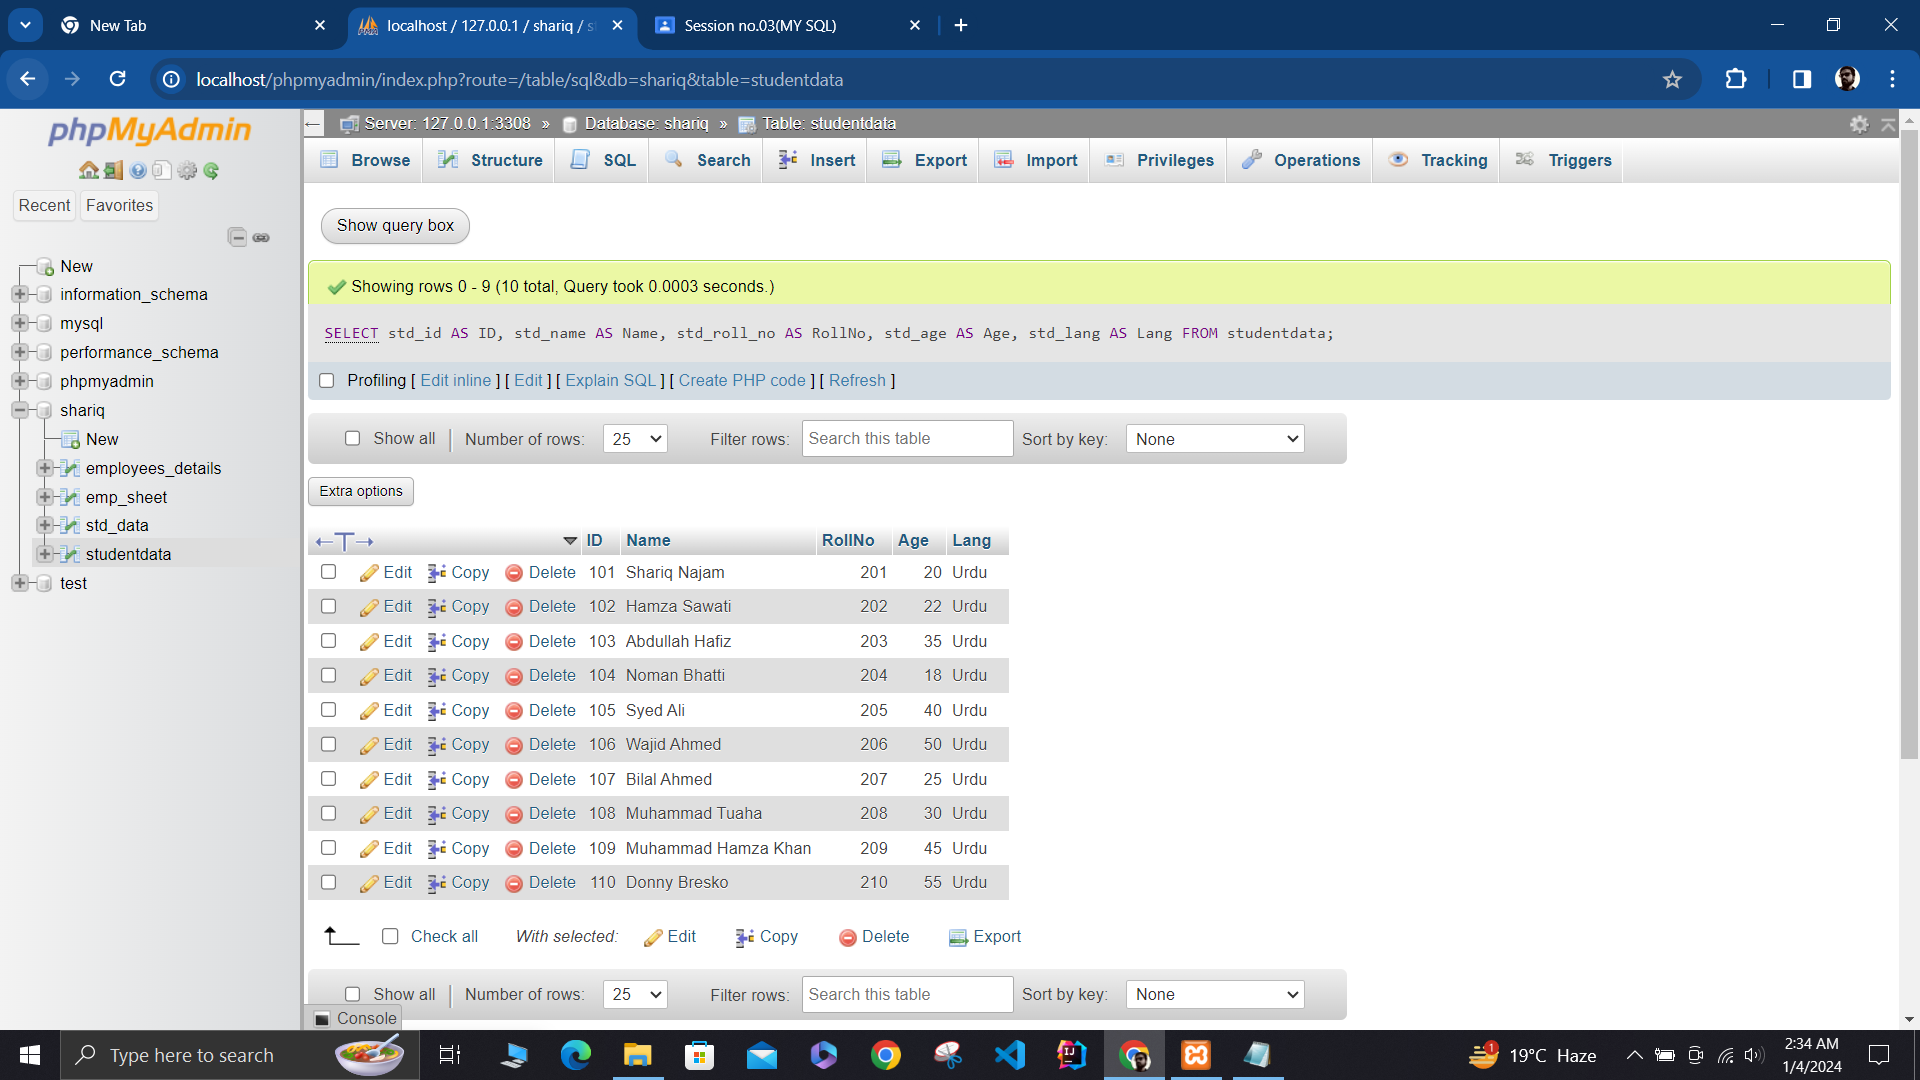 New Tab
localhost / 127.0.0.1 / shariq / s
Session no.03(MY SQL)
localhost/phpmyadmin/index.php?route=/table/sql&db=shariq&table=studentdata
phpMyAdmin
Recent Favorites
New
information_schema
mysql
performance_schema
phpmyadmin
shariq
New
employees_details
emp_sheet
std_data
studentdata
test
Server: 127.0.0.1:3308 » Database: shariq » Table: studentdata
Browse Structure SQL Search Insert Export Import Privileges Operations Tracking Triggers
Show query box
Showing rows 0 - 9 (10 total, Query took 0.0003 seconds.)
SELECT std_id AS ID, std_name AS Name, std_roll_no AS RollNo, std_age AS Age, std_lang AS Lang FROM studentdata;
Profiling [ Edit inline ] [ Edit ] [ Explain SQL ] [ Create PHP code ] [ Refresh ]
Show all Number of rows: 25 Filter rows: Search this table Sort by key: None
Extra options
ID Name RollNo Age Lang
Edit Copy Delete 101 Shariq Najam 201 20 Urdu
Edit Copy Delete 102 Hamza Sawati 202 22 Urdu
Edit Copy Delete 103 Abdullah Hafiz 203 35 Urdu
Edit Copy Delete 104 Noman Bhatti 204 18 Urdu
Edit Copy Delete 105 Syed Ali 205 40 Urdu
Edit Copy Delete 106 Wajid Ahmed 206 50 Urdu
Edit Copy Delete 107 Bilal Ahmed 207 25 Urdu
Edit Copy Delete 108 Muhammad Tuaha 208 30 Urdu
Edit Copy Delete 109 Muhammad Hamza Khan 209 45 Urdu
Edit Copy Delete 110 Donny Bresko 210 55 Urdu
Check all With selected: Edit Copy Delete Export
Show all Number of rows: 25 Filter rows: Search this table Sort by key: None
Console
Type here to search
1
19°C Haze
2:34 AM
1/4/2024